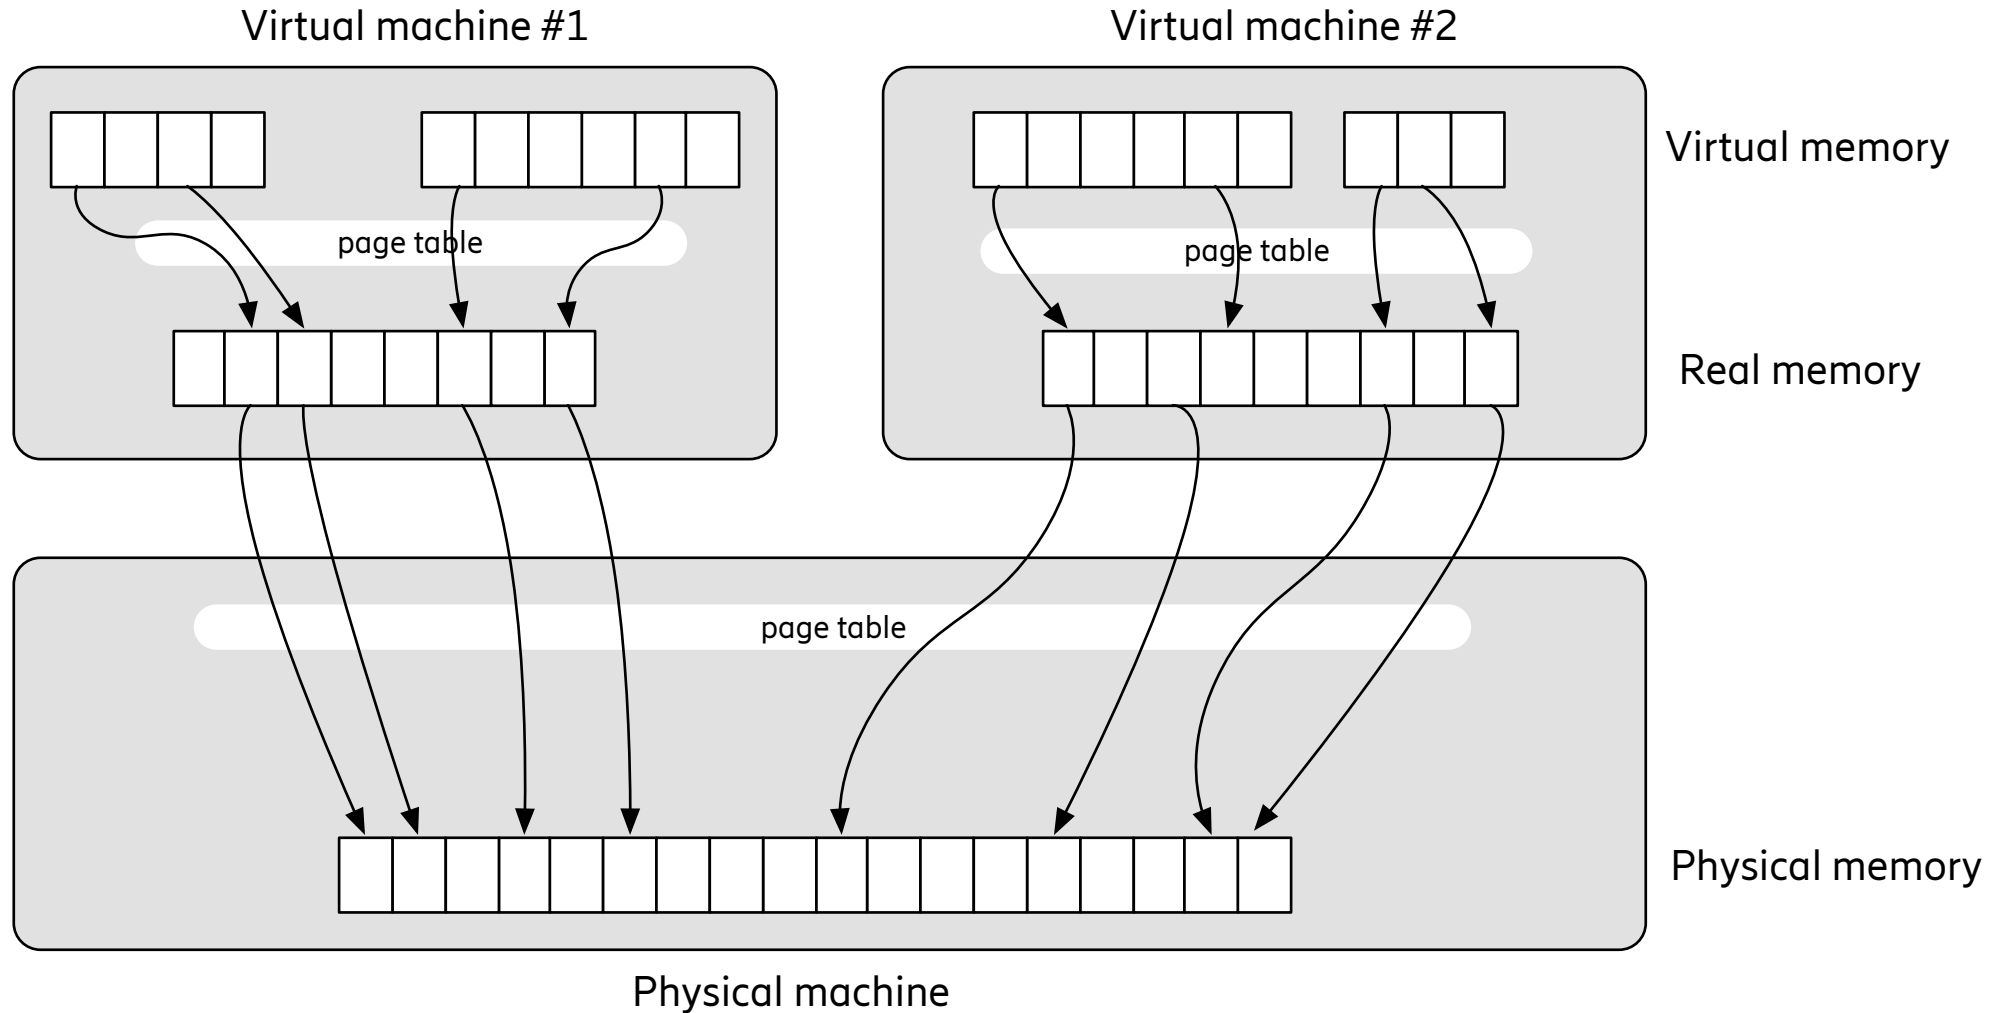 Virtual machine #1
Virtual machine #2
Virtual memory
page table
page table
Real memory
page table
Physical memory
Physical machine